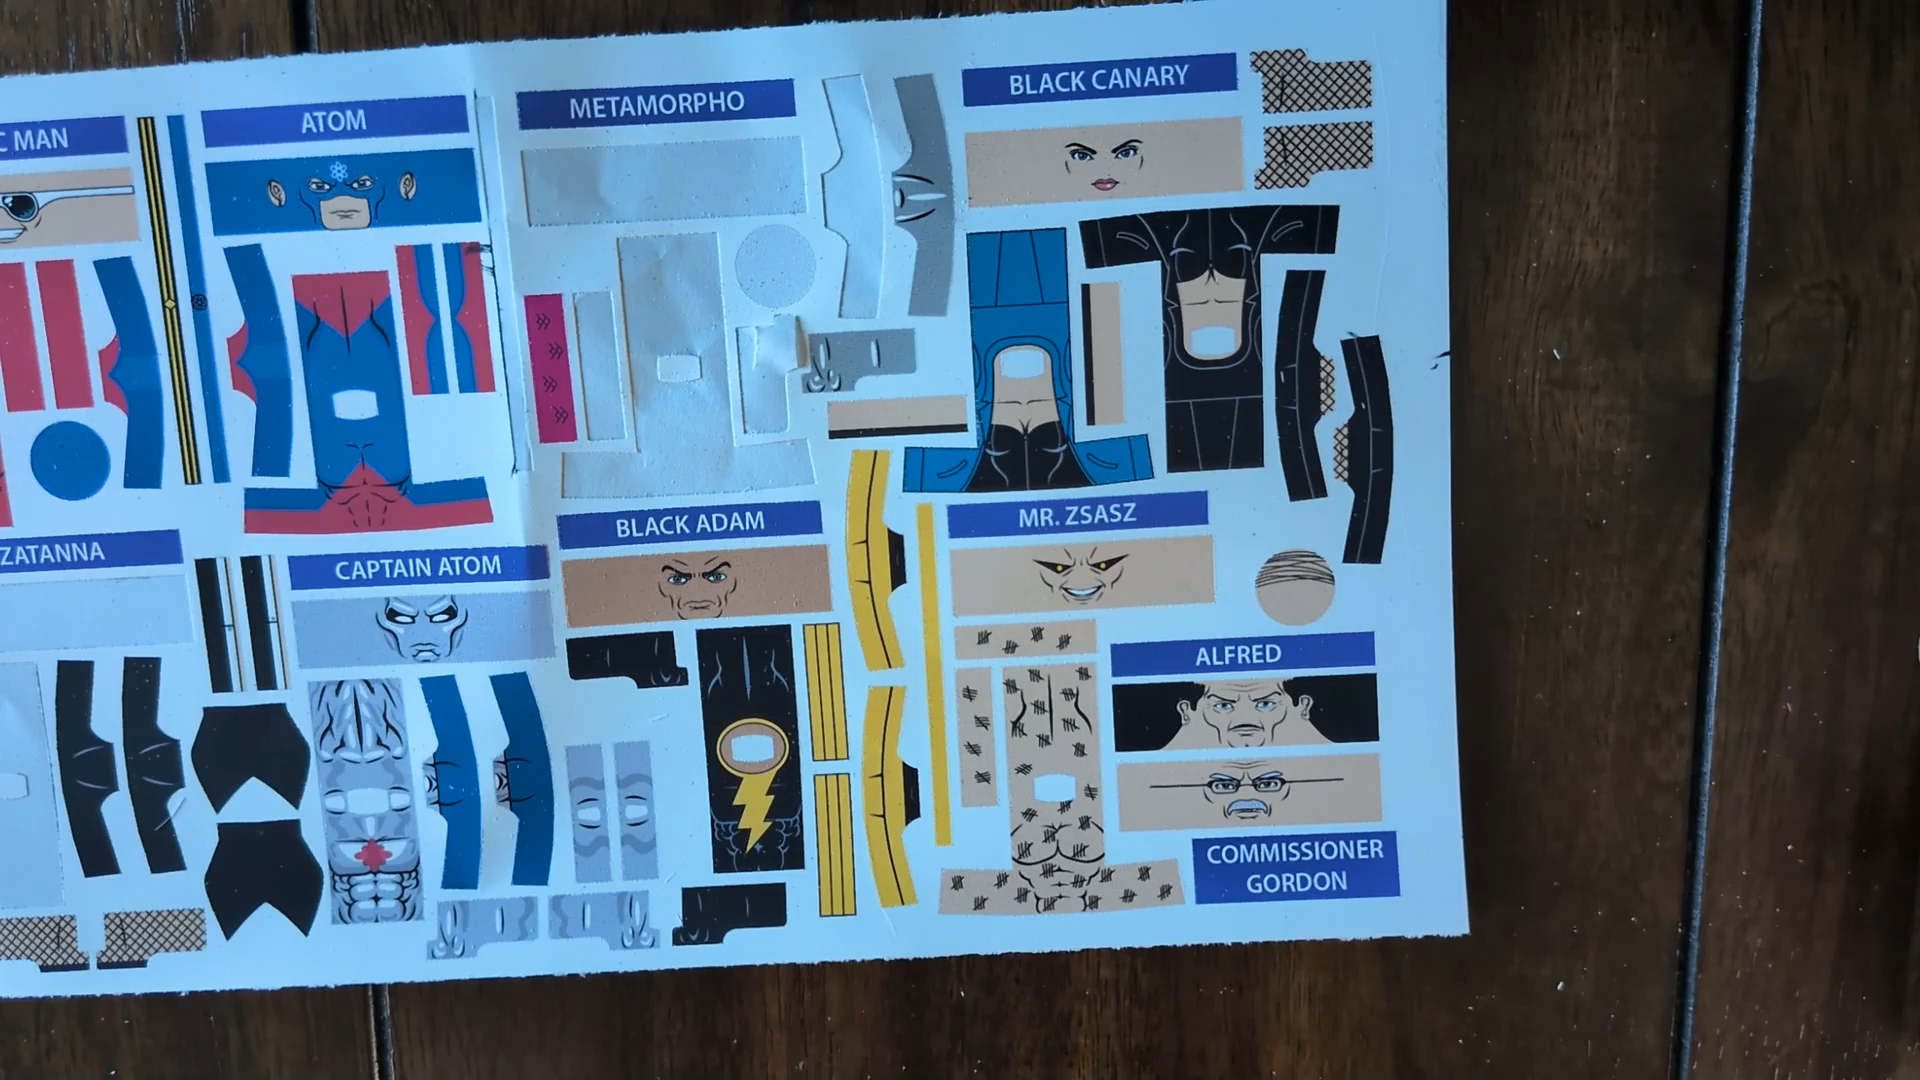 C MAN
ATOM
METAMORPHO
BLACK CANARY
ZATANNA
CAPTAIN ATOM
BLACK ADAM
MR. ZSASZ
ALFRED
COMMISSIONER
GORDON